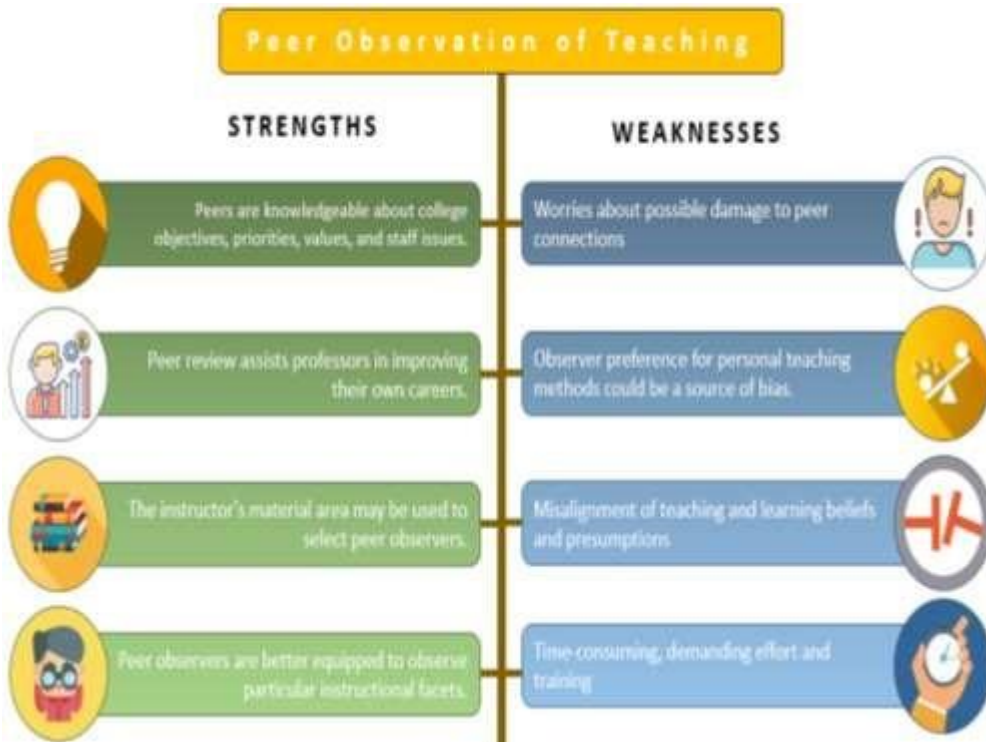 Peer Observation of Teaching
STRENGTHS
Peers are knowledgeable about college
objectives, priorities, values, and staff issues.
Peer review assists professors in improving
their own careers.
The instructor's material area may be used to
select peer observers.
Peer observers are better equipped to observe
particular instructional facets.
WEAKNESSES
Worries about possible damage to peer
connections
Observer preference for personal teaching
methods could be a source of bias.
Misalignment of teaching and learning beliefs
and presumptions
Time-consuming, demanding effort and
training